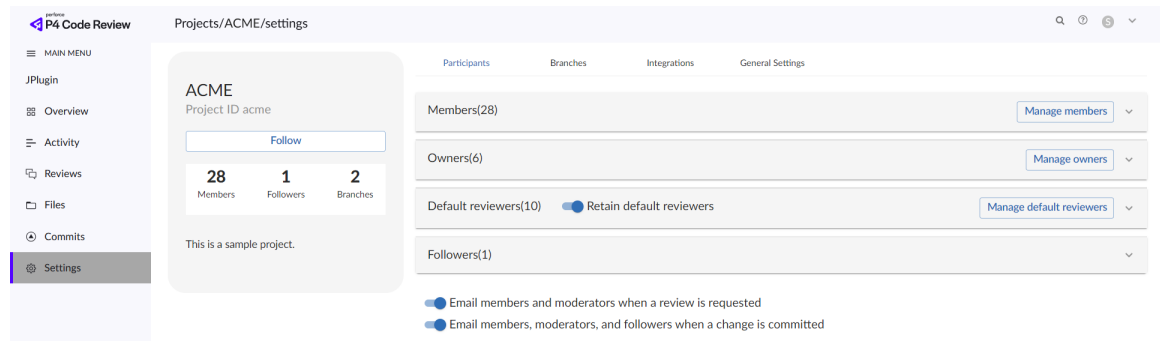 perforce
P4 Code Review
Projects/ACME/settings
S
MAIN MENU
JPlugin
Overview
Activity
Reviews
Files
Commits
Settings
ACME
Project ID acme
Follow
28 1 2
Members Followers Branches
This is a sample project.
Participants Branches Integrations General Settings
Members(28) Manage members
Owners(6) Manage owners
Default reviewers(10) Retain default reviewers Manage default reviewers
Followers(1)
Email members and moderators when a review is requested
Email members, moderators, and followers when a change is committed